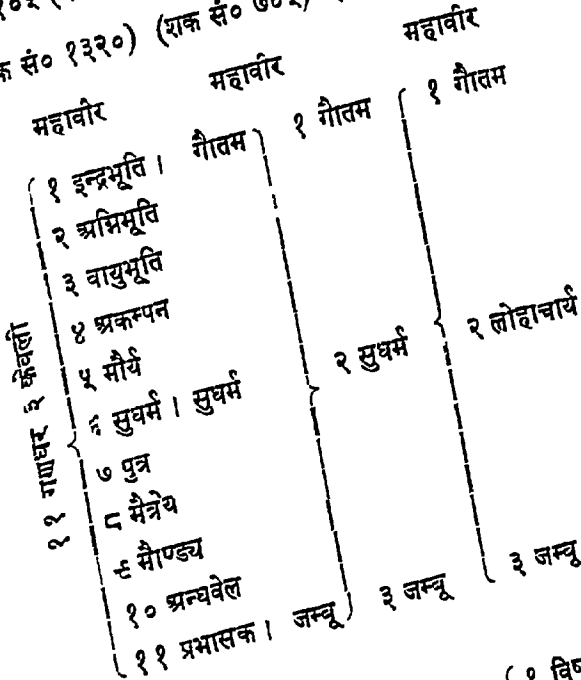 सं० १३२०) (शक सं०
महावीर महावीर महावीर
१ इन्द्रभूति । गौतम १ गौतम १ गौतम
२ अग्निभूति
३ वायुभूति
४ अकम्पन
५ मौर्य
६ सुधर्म । सुधर्म २ सुधर्म २ लोहाचार्य
७ पुत्र
८ मैत्रेय
९ मौण्ड्य
१० अन्धवेल
११ प्रभासक । जम्बू ३ जम्बू ३ जम्बू
११ गणधर ३ केवली